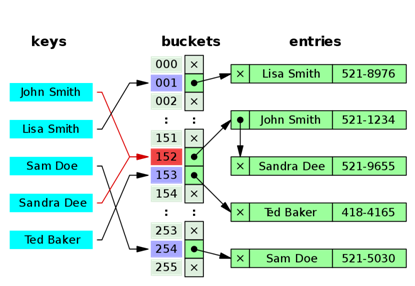 keys
buckets
entries
John Smith
Lisa Smith
Sam Doe
Sandra Dee
Ted Baker
000 ×
001
002 ×
: :
151 ×
152
153
154 ×
: :
253 ×
254
255 ×
× Lisa Smith 521-8976
John Smith 521-1234
× Sandra Dee 521-9655
× Ted Baker 418-4165
× Sam Doe 521-5030